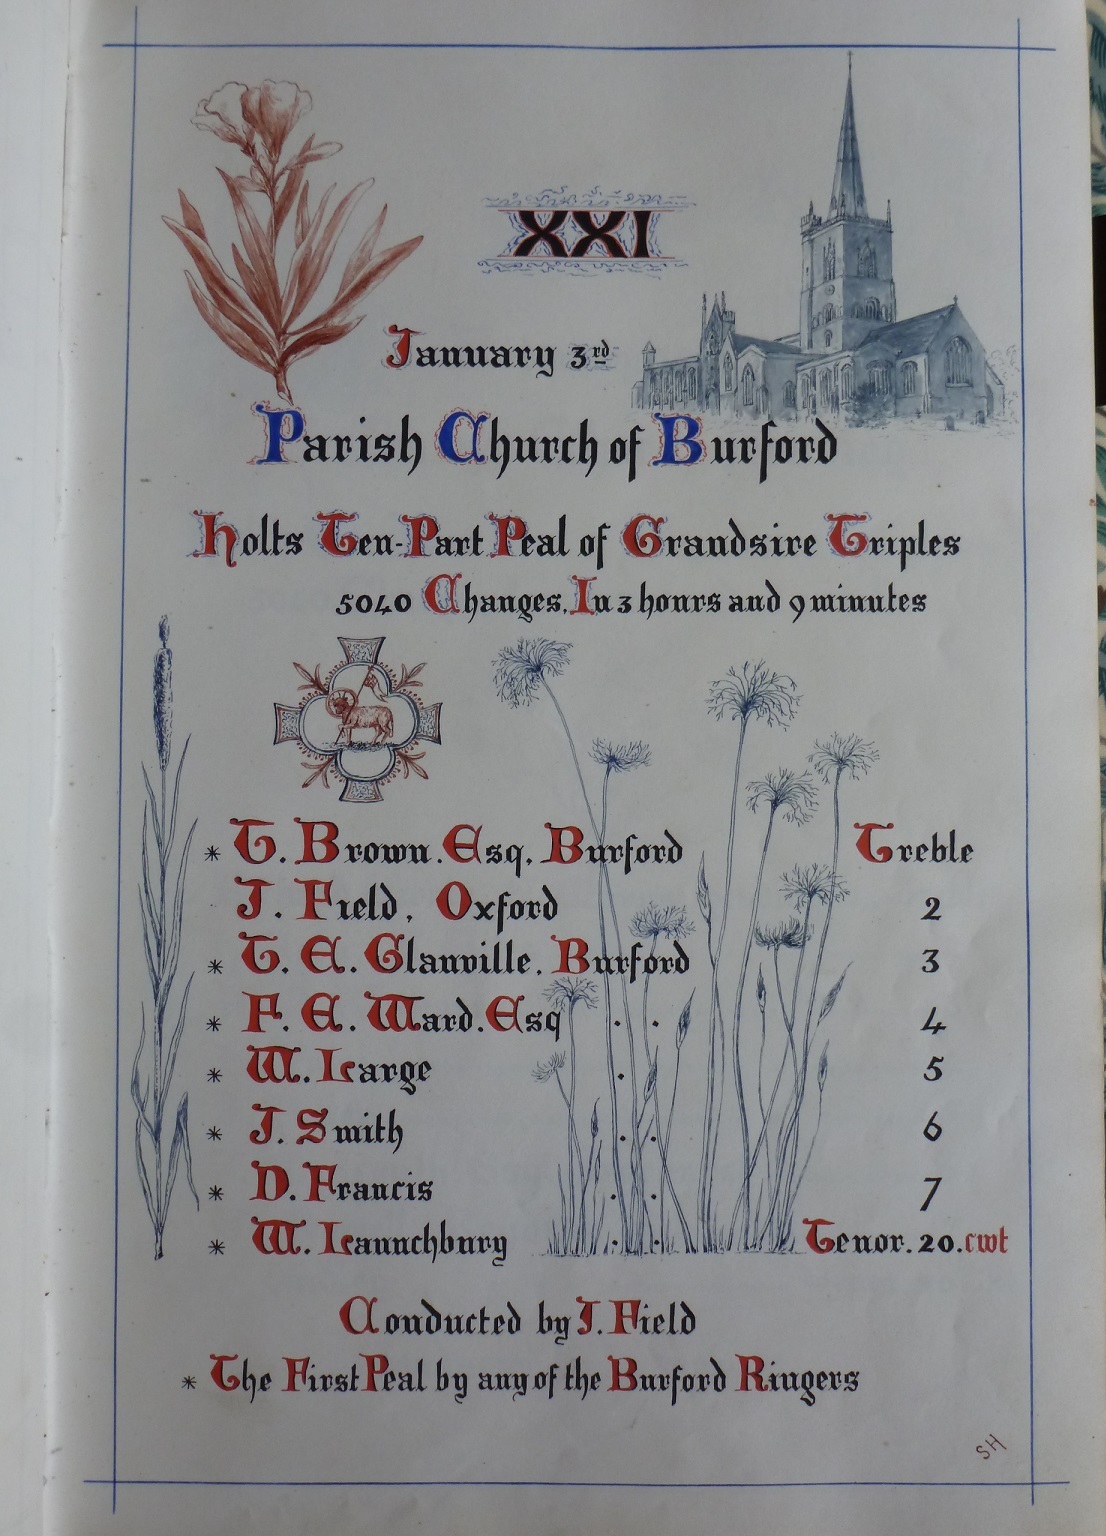 XXI
January 3rd
Parish Church of Burford
Holts Ten-Part Peal of Grandsire Triples
5040 Changes. In 3 hours and 9 minutes
* T. Brown. Esq. Burford Treble
J. Field. Oxford 2
* T. E. Glanville. Burford 3
* F. E. Ward. Esq . . 4
* W. Large . 5
* J. Smith . . 6
* D. Francis . . 7
* W. Launchbury . . Tenor. 20. cwt
Conducted by J. Field
* The First Peal by any of the Burford Ringers
SH